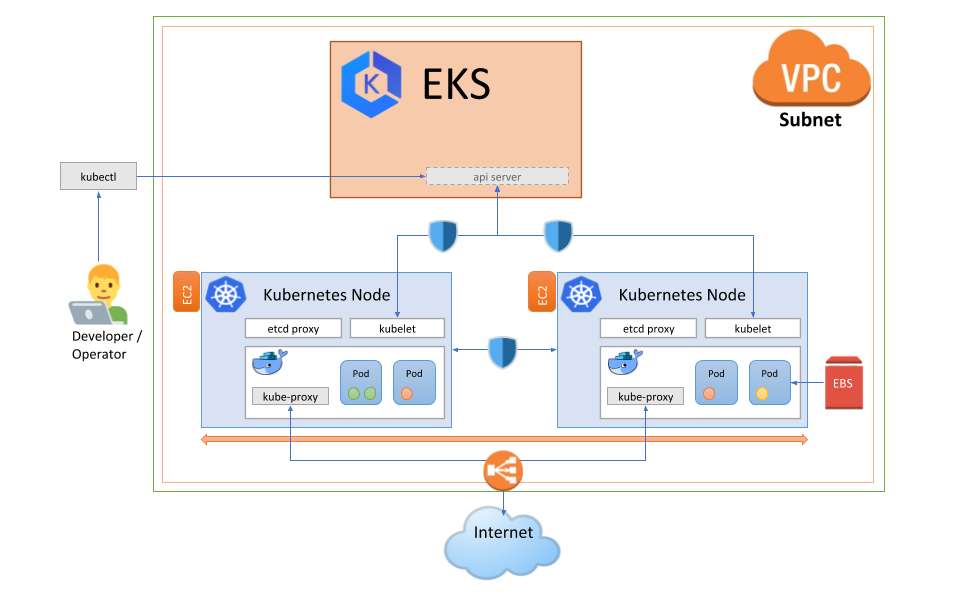 EKS
K
VPC
Subnet
kubectl
api server
Developer /
Operator
EC2
Kubernetes Node
etcd proxy
kubelet
Pod
Pod
kube-proxy
EC2
Kubernetes Node
etcd proxy
kubelet
Pod
Pod
kube-proxy
EBS
Internet